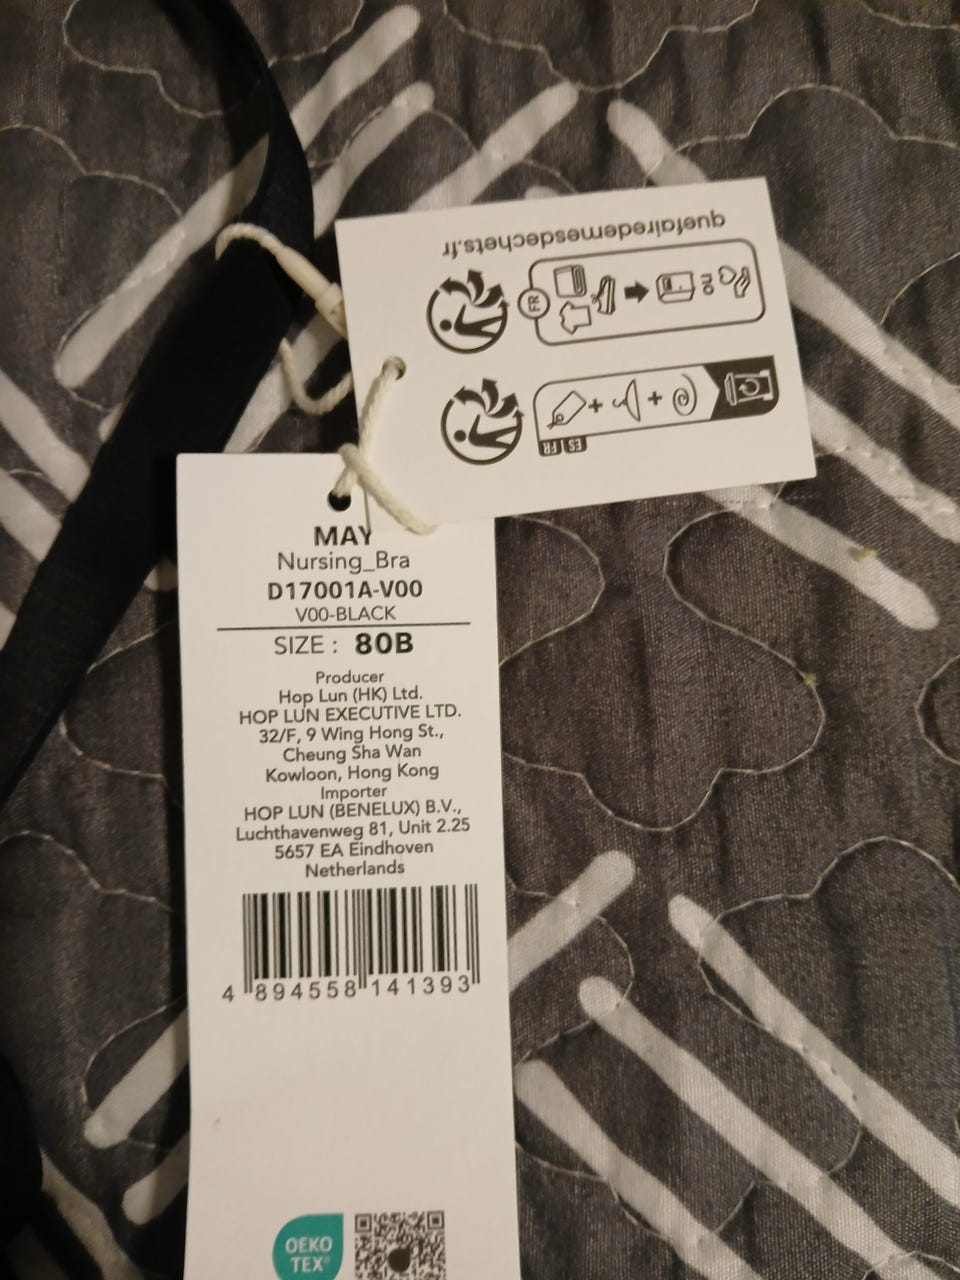 quefairedemesdechets.fr
FR
ou
FR
ES
MAY
Nursing_Bra
D17001A-V00
V00-BLACK
SIZE : 80B
Producer
Hop Lun (HK) Ltd.
HOP LUN EXECUTIVE LTD.
32/F, 9 Wing Hong St.,
Cheung Sha Wan
Kowloon, Hong Kong
Importer
HOP LUN (BENELUX) B.V.,
Luchthavenweg 81, Unit 2.25
5657 EA Eindhoven
Netherlands
4 894558 141393
OEKO
TEX®